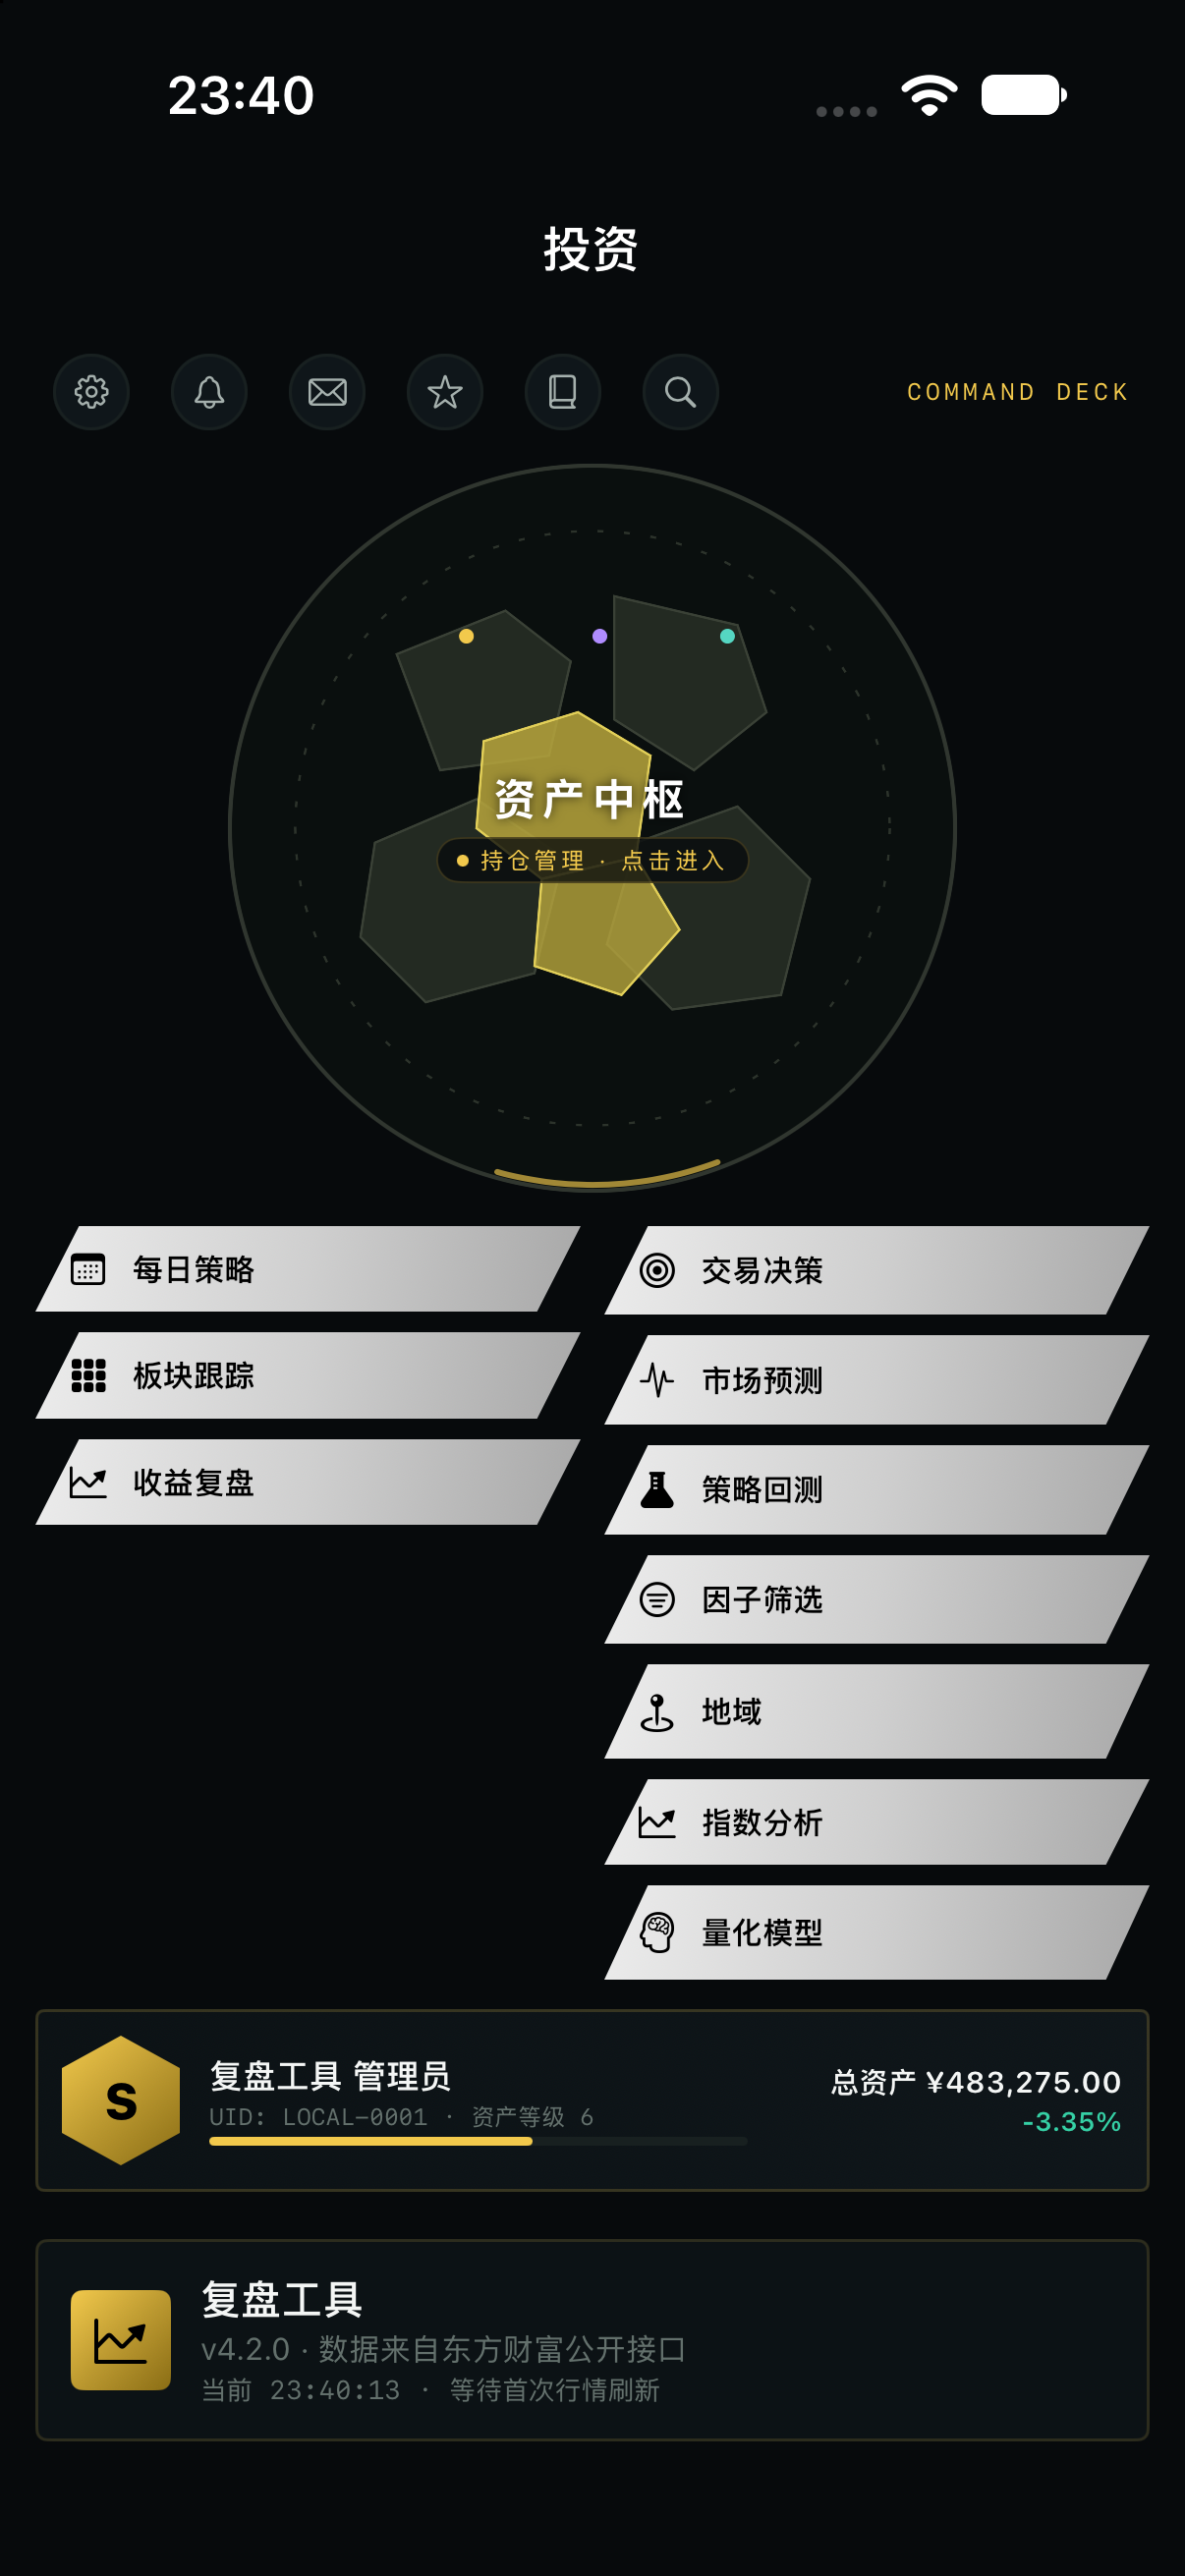 23:40
投资
COMMAND DECK
资产中枢
持仓管理 · 点击进入
每日策略
交易决策
板块跟踪
市场预测
收益复盘
策略回测
因子筛选
地域
指数分析
量化模型
S
复盘工具 管理员
UID: LOCAL-0001 · 资产等级 6
总资产 ¥483,275.00
-3.35%
复盘工具
v4.2.0 · 数据来自东方财富公开接口
当前 23:40:13 · 等待首次行情刷新